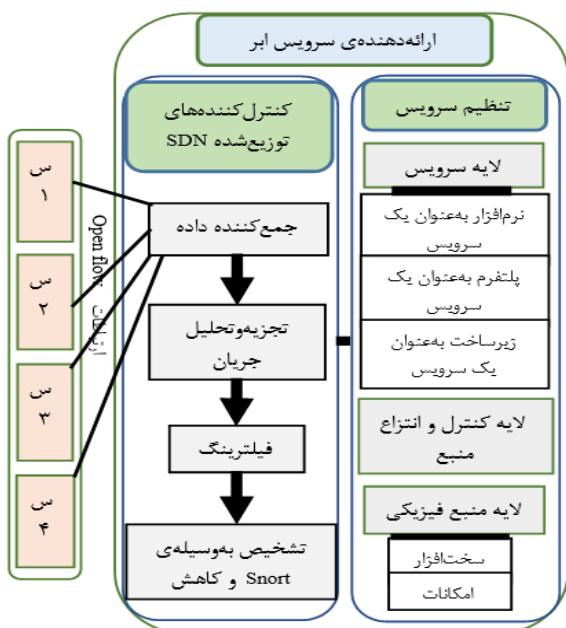 ارائه‌دهنده‌ی سرویس ابر
تنظیم سرویس
لایه سرویس
نرم‌افزار به‌عنوان یک
سرویس
پلتفرم به‌عنوان یک
سرویس
زیرساخت به‌عنوان
یک سرویس
لایه کنترل و انتزاع
منبع
لایه منبع فیزیکی
سخت‌افزار
امکانات
کنترل‌کننده‌های
توزیع‌شده SDN
جمع‌کننده داده
تجزیه‌وتحلیل
جریان
فیلترینگ
تشخیص به‌وسیله‌ی
Snort و کاهش
ارتباطات Open flow
س
۱
س
۲
س
۳
س
۴